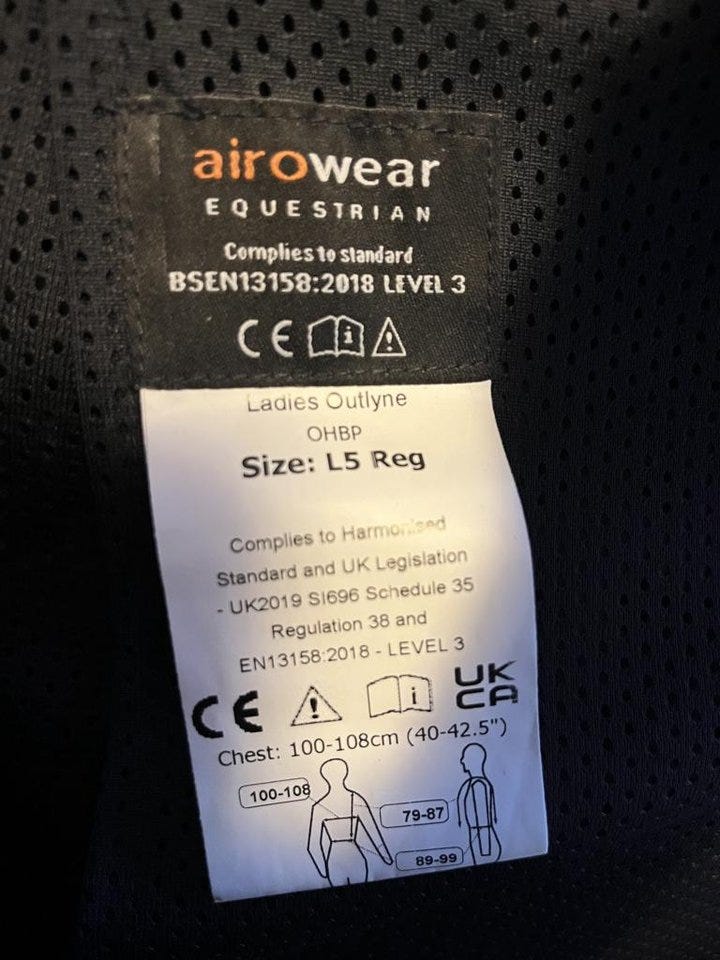 airowear
EQUESTRIAN
Complies to standard
BSEN13158:2018 LEVEL 3
CE i !
Ladies Outlyne
OHBP
Size: L5 Reg
Complies to Harmonised
Standard and UK Legislation
- UK2019 SI696 Schedule 35
Regulation 38 and
EN13158:2018 - LEVEL 3
CE ! i UK
CA
Chest: 100-108cm (40-42.5")
100-108
79-87
89-99